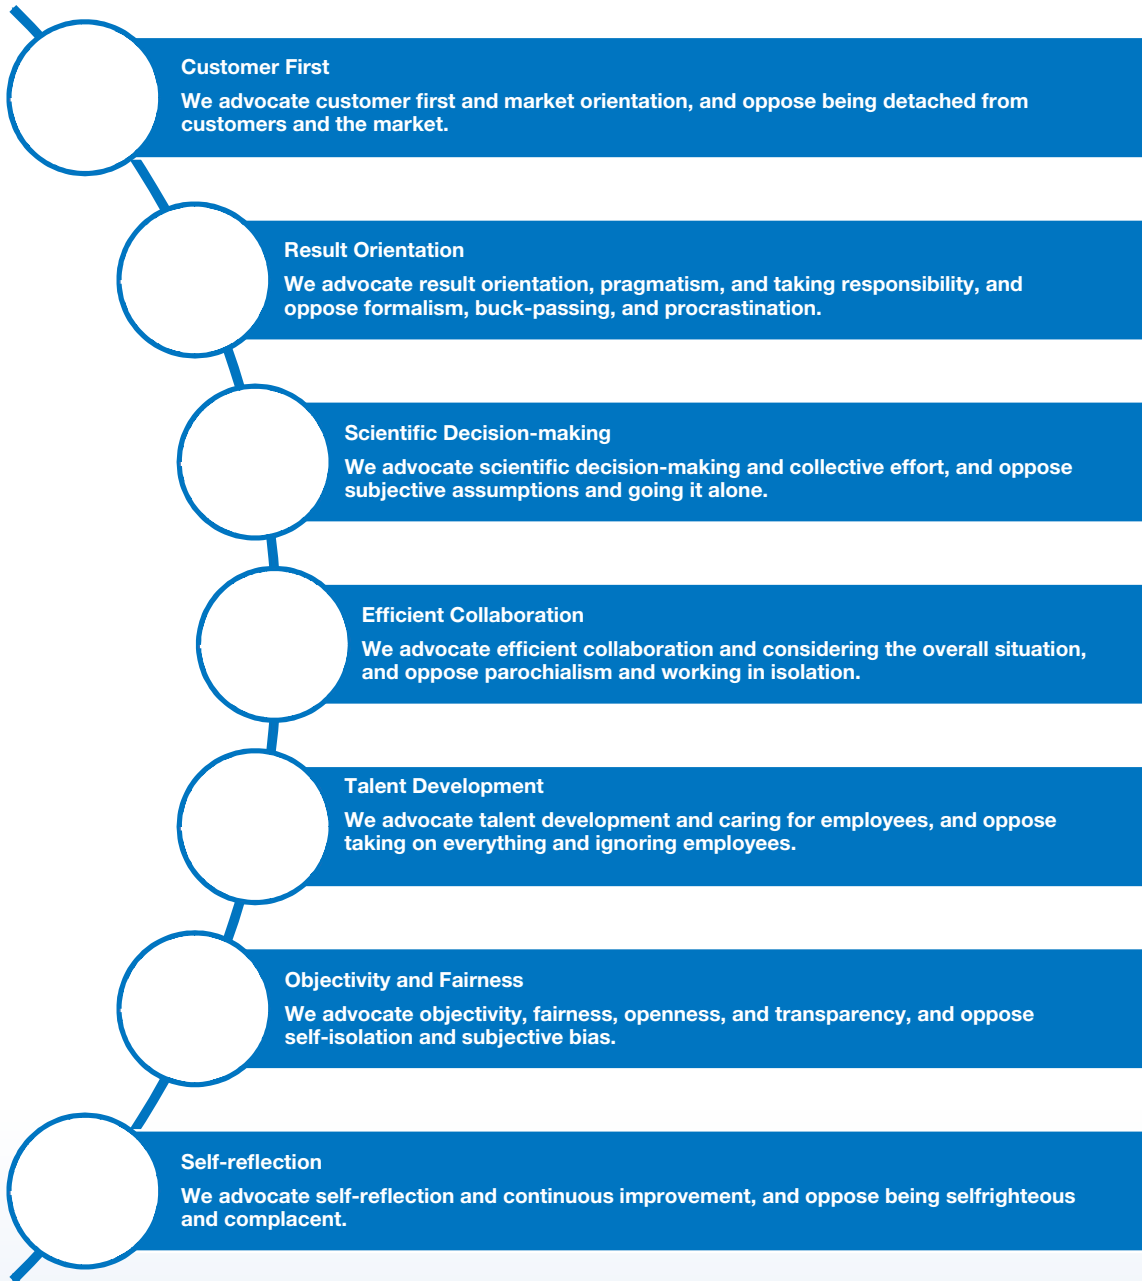 Customer First
We advocate customer first and market orientation, and oppose being detached from
customers and the market.
Result Orientation
We advocate result orientation, pragmatism, and taking responsibility, and
oppose formalism, buck-passing, and procrastination.
Scientific Decision-making
We advocate scientific decision-making and collective effort, and oppose
subjective assumptions and going it alone.
Efficient Collaboration
We advocate efficient collaboration and considering the overall situation,
and oppose parochialism and working in isolation.
Talent Development
We advocate talent development and caring for employees, and oppose
taking on everything and ignoring employees.
Objectivity and Fairness
We advocate objectivity, fairness, openness, and transparency, and oppose
self-isolation and subjective bias.
Self-reflection
We advocate self-reflection and continuous improvement, and oppose being selfrighteous
and complacent.